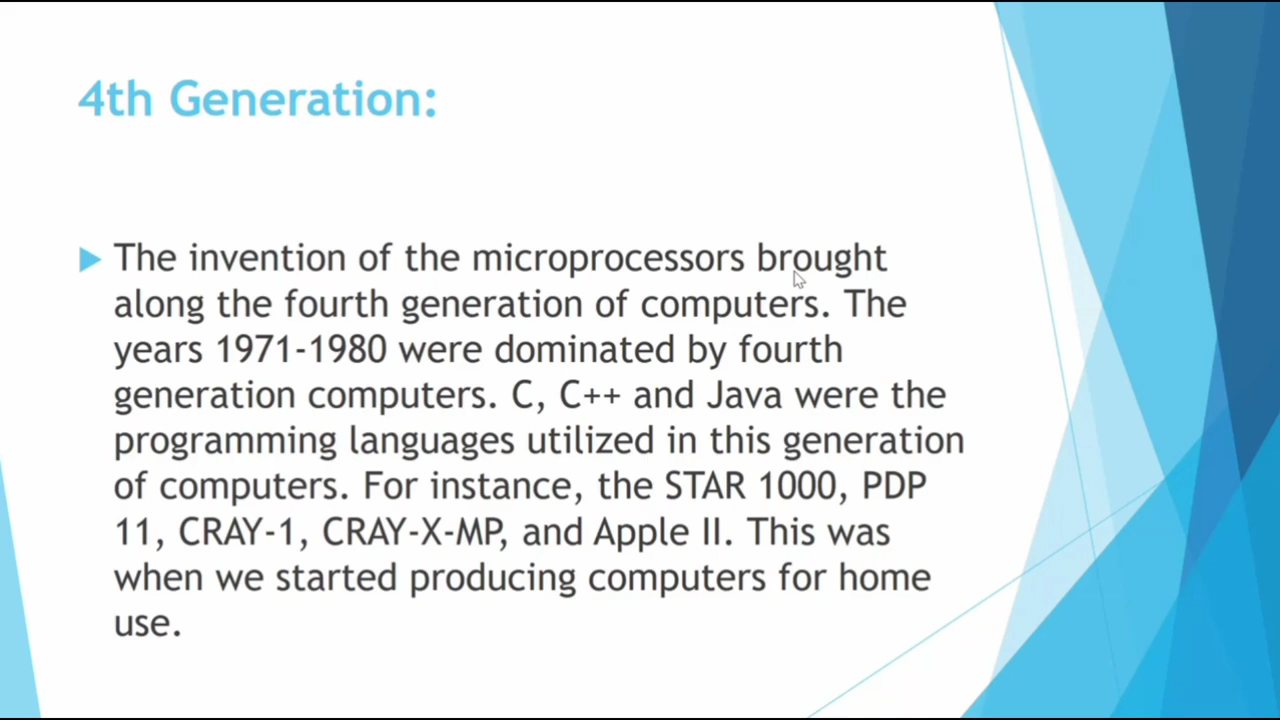 4th Generation:
The invention of the microprocessors brought
along the fourth generation of computers. The
years 1971-1980 were dominated by fourth
generation computers. C, C++ and Java were the
programming languages utilized in this generation
of computers. For instance, the STAR 1000, PDP
11, CRAY-1, CRAY-X-MP, and Apple II. This was
when we started producing computers for home
use.